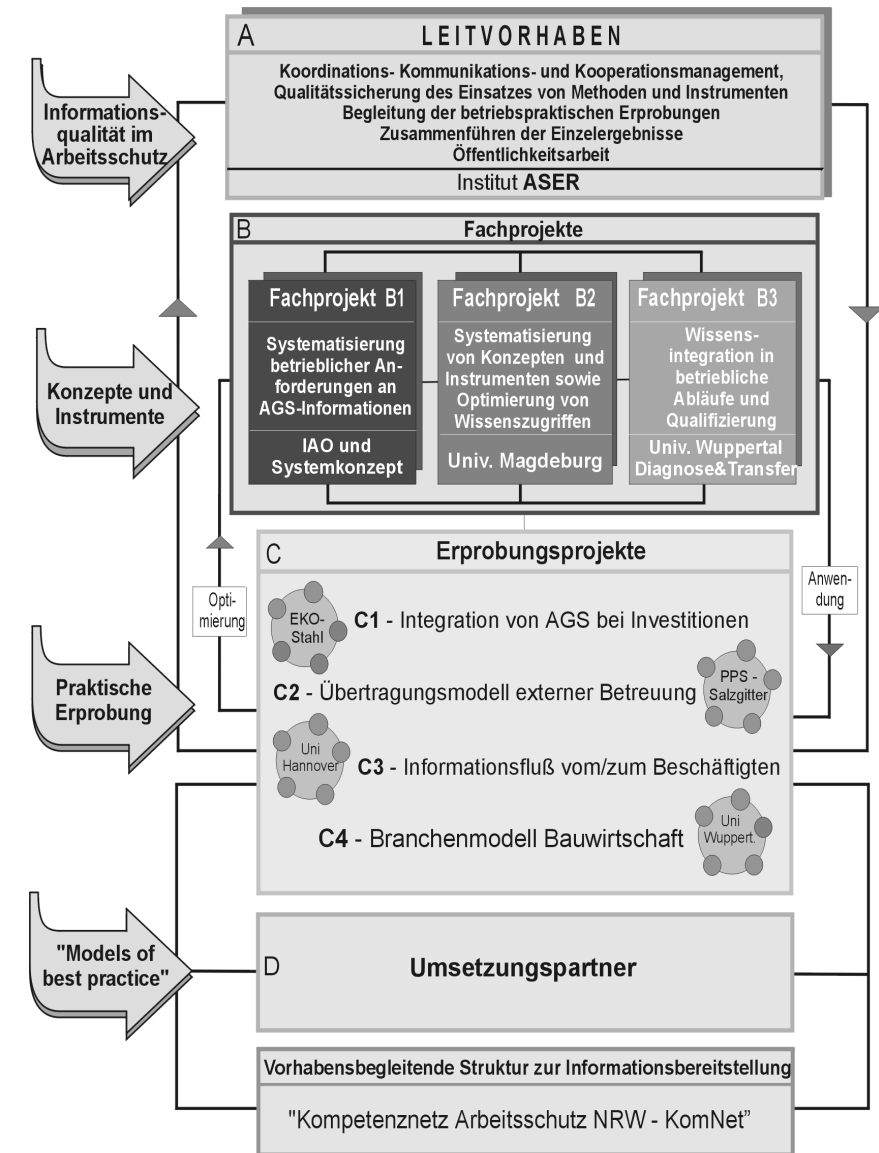 A
LEITVORHABEN
Koordinations- Kommunikations- und Kooperationsmanagement,
Qualitätssicherung des Einsatzes von Methoden und Instrumenten
Begleitung der betriebspraktischen Erprobungen
Zusammenführen der Einzelergebnisse
Öffentlichkeitsarbeit
Institut ASER
Informations-
qualität im
Arbeitsschutz
B
Fachprojekte
Fachprojekt B1
Systematisierung
betrieblicher An-
forderungen an
AGS-Informationen
IAO und
Systemkonzept
Fachprojekt B2
Systematisierung
von Konzepten und
Instrumenten sowie
Optimierung von
Wissenszugriffen
Univ. Magdeburg
Fachprojekt B3
Wissens-
integration in
betriebliche
Abläufe und
Qualifizierung
Univ. Wuppertal
Diagnose&Transfer
Konzepte und
Instrumente
C
Erprobungsprojekte
Opti-
mierung
Anwen-
dung
EKO-
Stahl
C1 - Integration von AGS bei Investitionen
C2 - Übertragungsmodell externer Betreuung
PPS -
Salzgitter
Uni
Hannover
C3 - Informationsfluß vom/zum Beschäftigten
C4 - Branchenmodell Bauwirtschaft
Uni
Wuppert.
Praktische
Erprobung
"Models of
best practice"
D
Umsetzungspartner
Vorhabensbegleitende Struktur zur Informationsbereitstellung
"Kompetenznetz Arbeitsschutz NRW - KomNet”